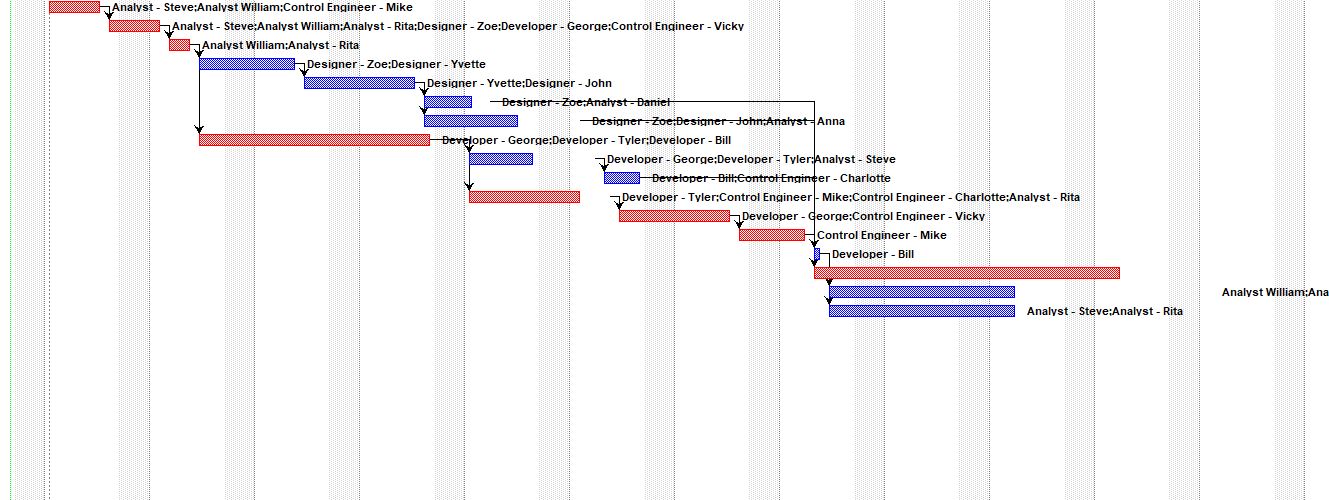 Analyst - Steve;Analyst William;Control Engineer - Mike
Analyst - Steve;Analyst William;Analyst - Rita;Designer - Zoe;Developer - George;Control Engineer - Vicky
Analyst William;Analyst - Rita
Designer - Zoe;Designer - Yvette
Designer - Yvette;Designer - John
Designer - Zoe;Analyst - Daniel
Designer - Zoe;Designer - John;Analyst - Anna
Developer - George;Developer - Tyler;Developer - Bill
Developer - George;Developer - Tyler;Analyst - Steve
Developer - Bill;Control Engineer - Charlotte
Developer - Tyler;Control Engineer - Mike;Control Engineer - Charlotte;Analyst - Rita
Developer - George;Control Engineer - Vicky
Control Engineer - Mike
Developer - Bill
Analyst William;Ana
Analyst - Steve;Analyst - Rita